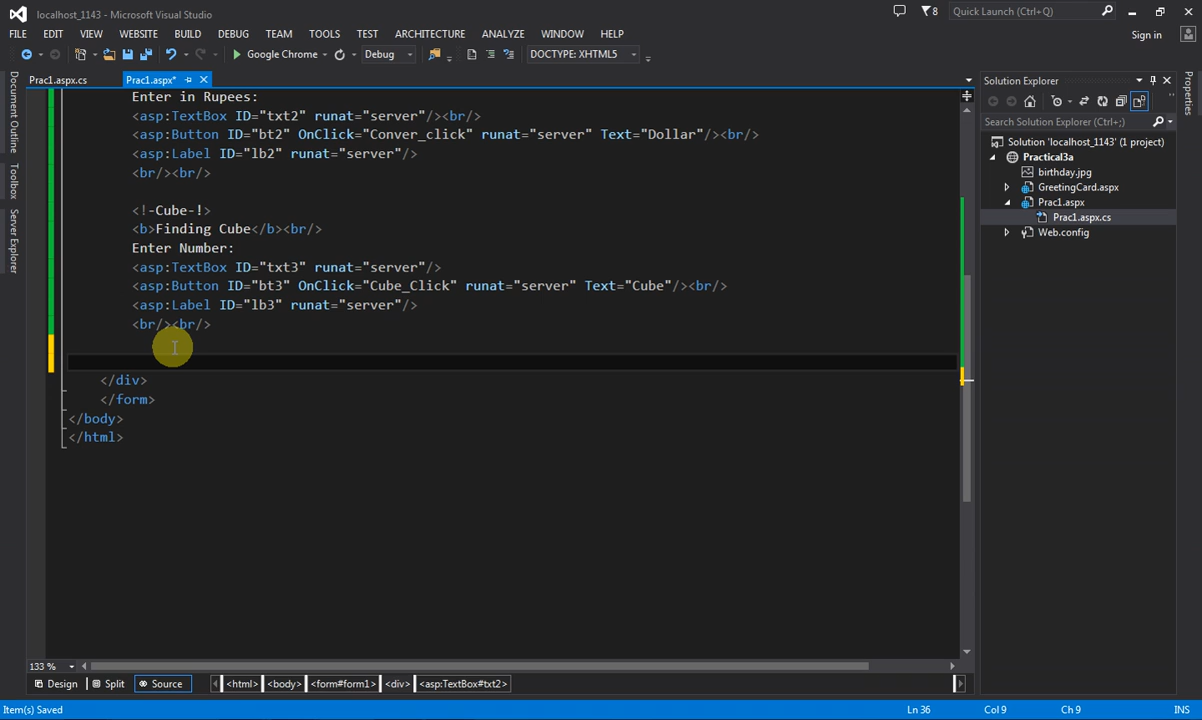 localhost_1143 - Microsoft Visual Studio
8
Quick Launch (Ctrl+Q)
FILE EDIT VIEW WEBSITE BUILD DEBUG TEAM TOOLS TEST ARCHITECTURE ANALYZE WINDOW HELP
Sign in
Google Chrome
Debug
DOCTYPE: XHTML5
Document Outline
Toolbox
Server Explorer
Prac1.aspx.cs
Prac1.aspx*
Enter in Rupees:
<asp:TextBox ID="txt2" runat="server"/><br/>
<asp:Button ID="bt2" OnClick="Conver_click" runat="server" Text="Dollar"/><br/>
<asp:Label ID="lb2" runat="server"/>
<br/><br/>
<!-Cube-!>
<b>Finding Cube</b><br/>
Enter Number:
<asp:TextBox ID="txt3" runat="server"/>
<asp:Button ID="bt3" OnClick="Cube_Click" runat="server" Text="Cube"/><br/>
<asp:Label ID="lb3" runat="server"/>
<br/><br/>
</div>
</form>
</body>
</html>
133 %
Design
Split
Source
<html> <body> <form#form1> <div> <asp:TextBox#txt2>
Solution Explorer
Search Solution Explorer (Ctrl+;)
Solution 'localhost_1143' (1 project)
Practical3a
birthday.jpg
GreetingCard.aspx
Prac1.aspx
Prac1.aspx.cs
Web.config
Properties
Item(s) Saved
Ln 36
Col 9
Ch 9
INS